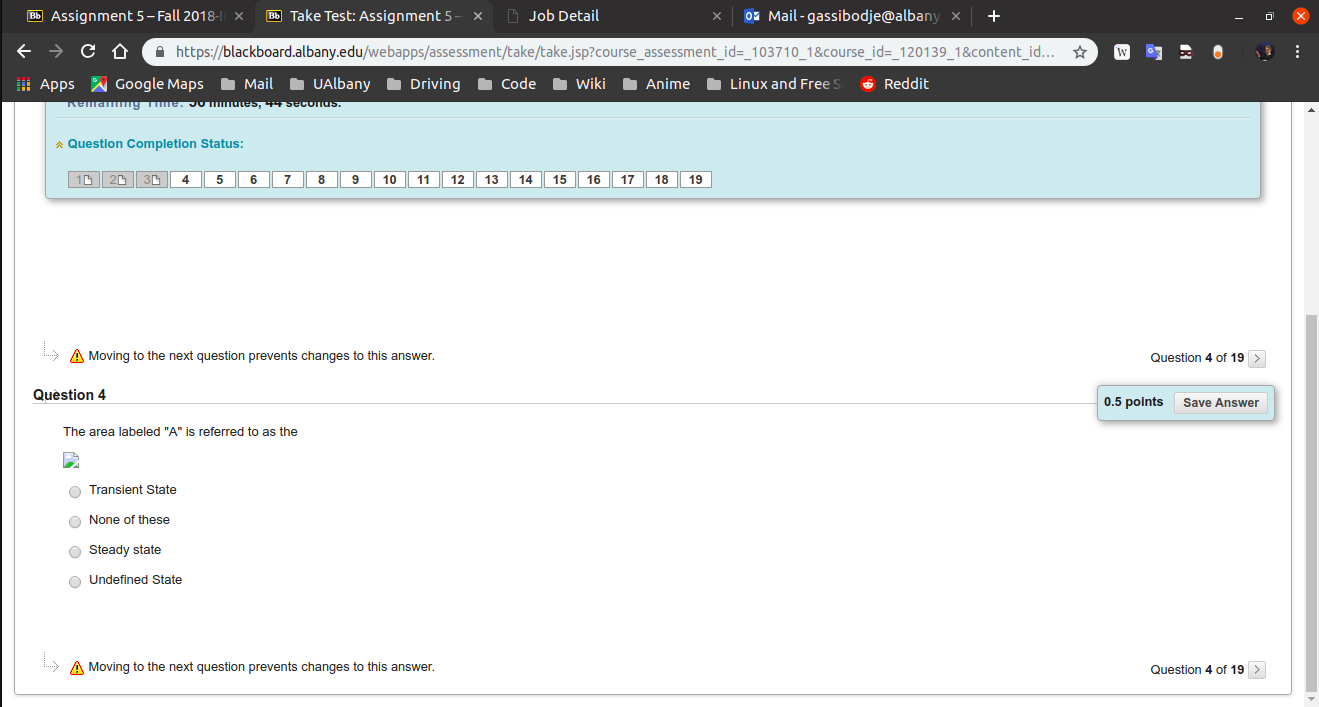 Assignment 5 – Fall 2018-I
Take Test: Assignment 5 –
Job Detail
Mail - gassibodje@albany.
https://blackboard.albany.edu/webapps/assessment/take/take.jsp?course_assessment_id=_103710_1&course_id=_120139_1&content_id...
Apps
Google Maps
Mail
UAlbany
Driving
Code
Wiki
Anime
Linux and Free S
Reddit
Remaining Time: 56 minutes, 44 seconds.
Question Completion Status:
1 2 3 4 5 6 7 8 9 10 11 12 13 14 15 16 17 18 19
Moving to the next question prevents changes to this answer.
Question 4 of 19
Question 4
0.5 points
Save Answer
The area labeled "A" is referred to as the
Transient State
None of these
Steady state
Undefined State
Moving to the next question prevents changes to this answer.
Question 4 of 19